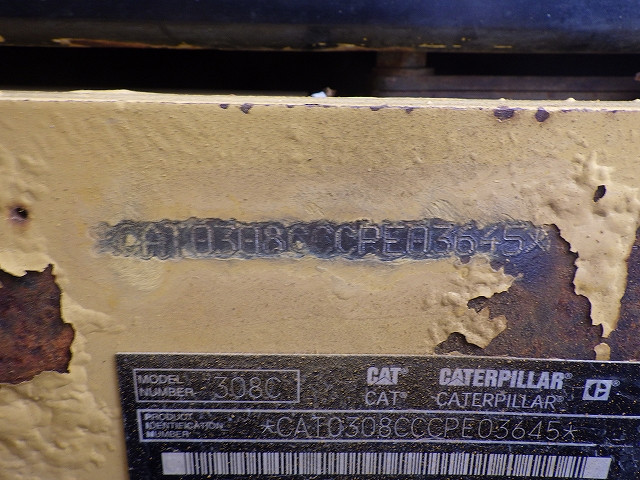 *CAT0308CCCPE03645*
MODEL NUMBER 308C
CAT® CATERPILLAR®
CAT® CATERPILLAR®
PRODUCT IDENTIFICATION NUMBER *CAT0308CCCPE03645*